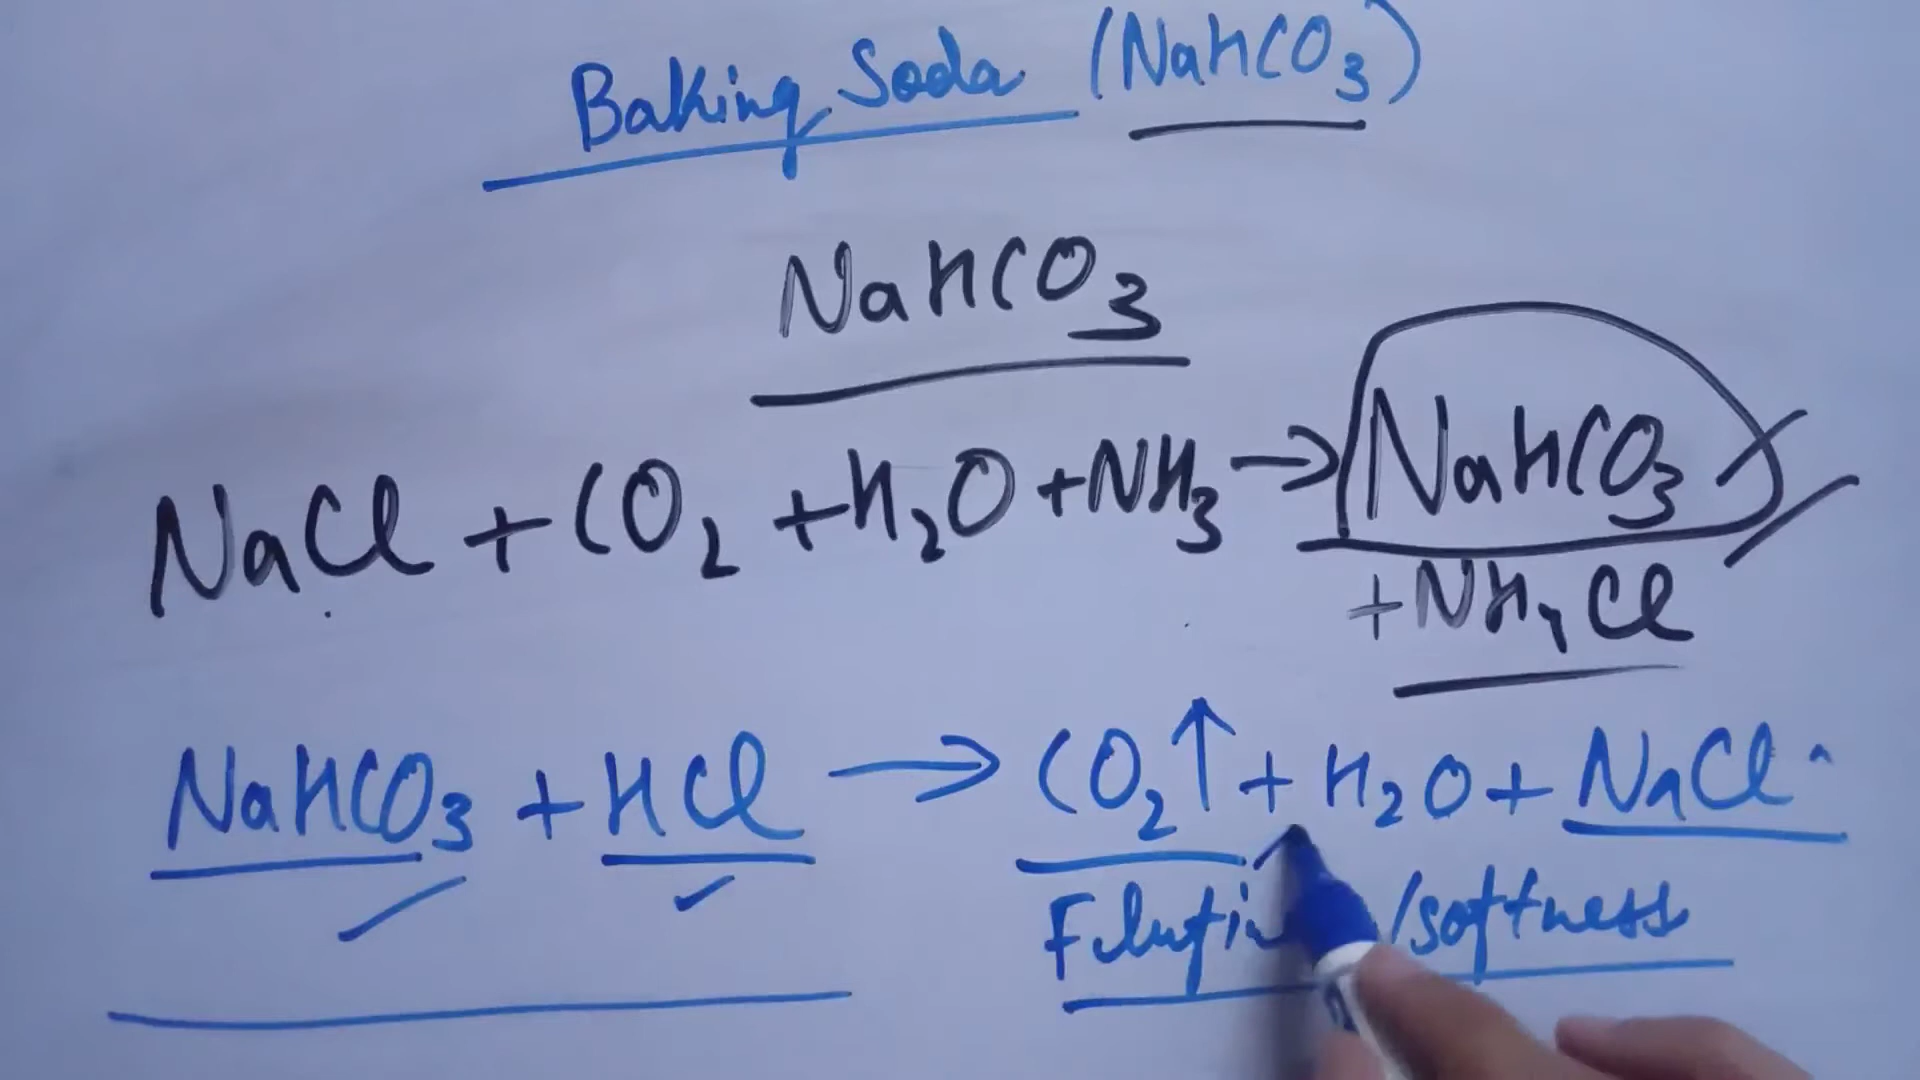 Baking Soda (NaHCO3)
NaHCO3
NaCl + CO2 + H2O + NH3 → NaHCO3
+ NH4Cl
NaHCO3 + HCl → CO2↑ + H2O + NaCl
/softness